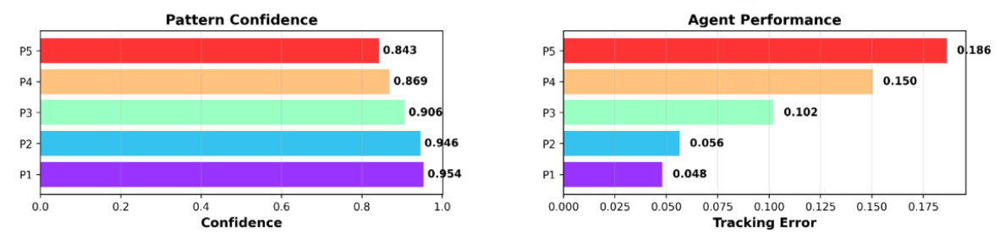 Pattern Confidence
P5 0.843
P4 0.869
P3 0.906
P2 0.946
P1 0.954
0.0 0.2 0.4 0.6 0.8 1.0
Confidence
Agent Performance
P5 0.186
P4 0.150
P3 0.102
P2 0.056
P1 0.048
0.000 0.025 0.050 0.075 0.100 0.125 0.150 0.175
Tracking Error